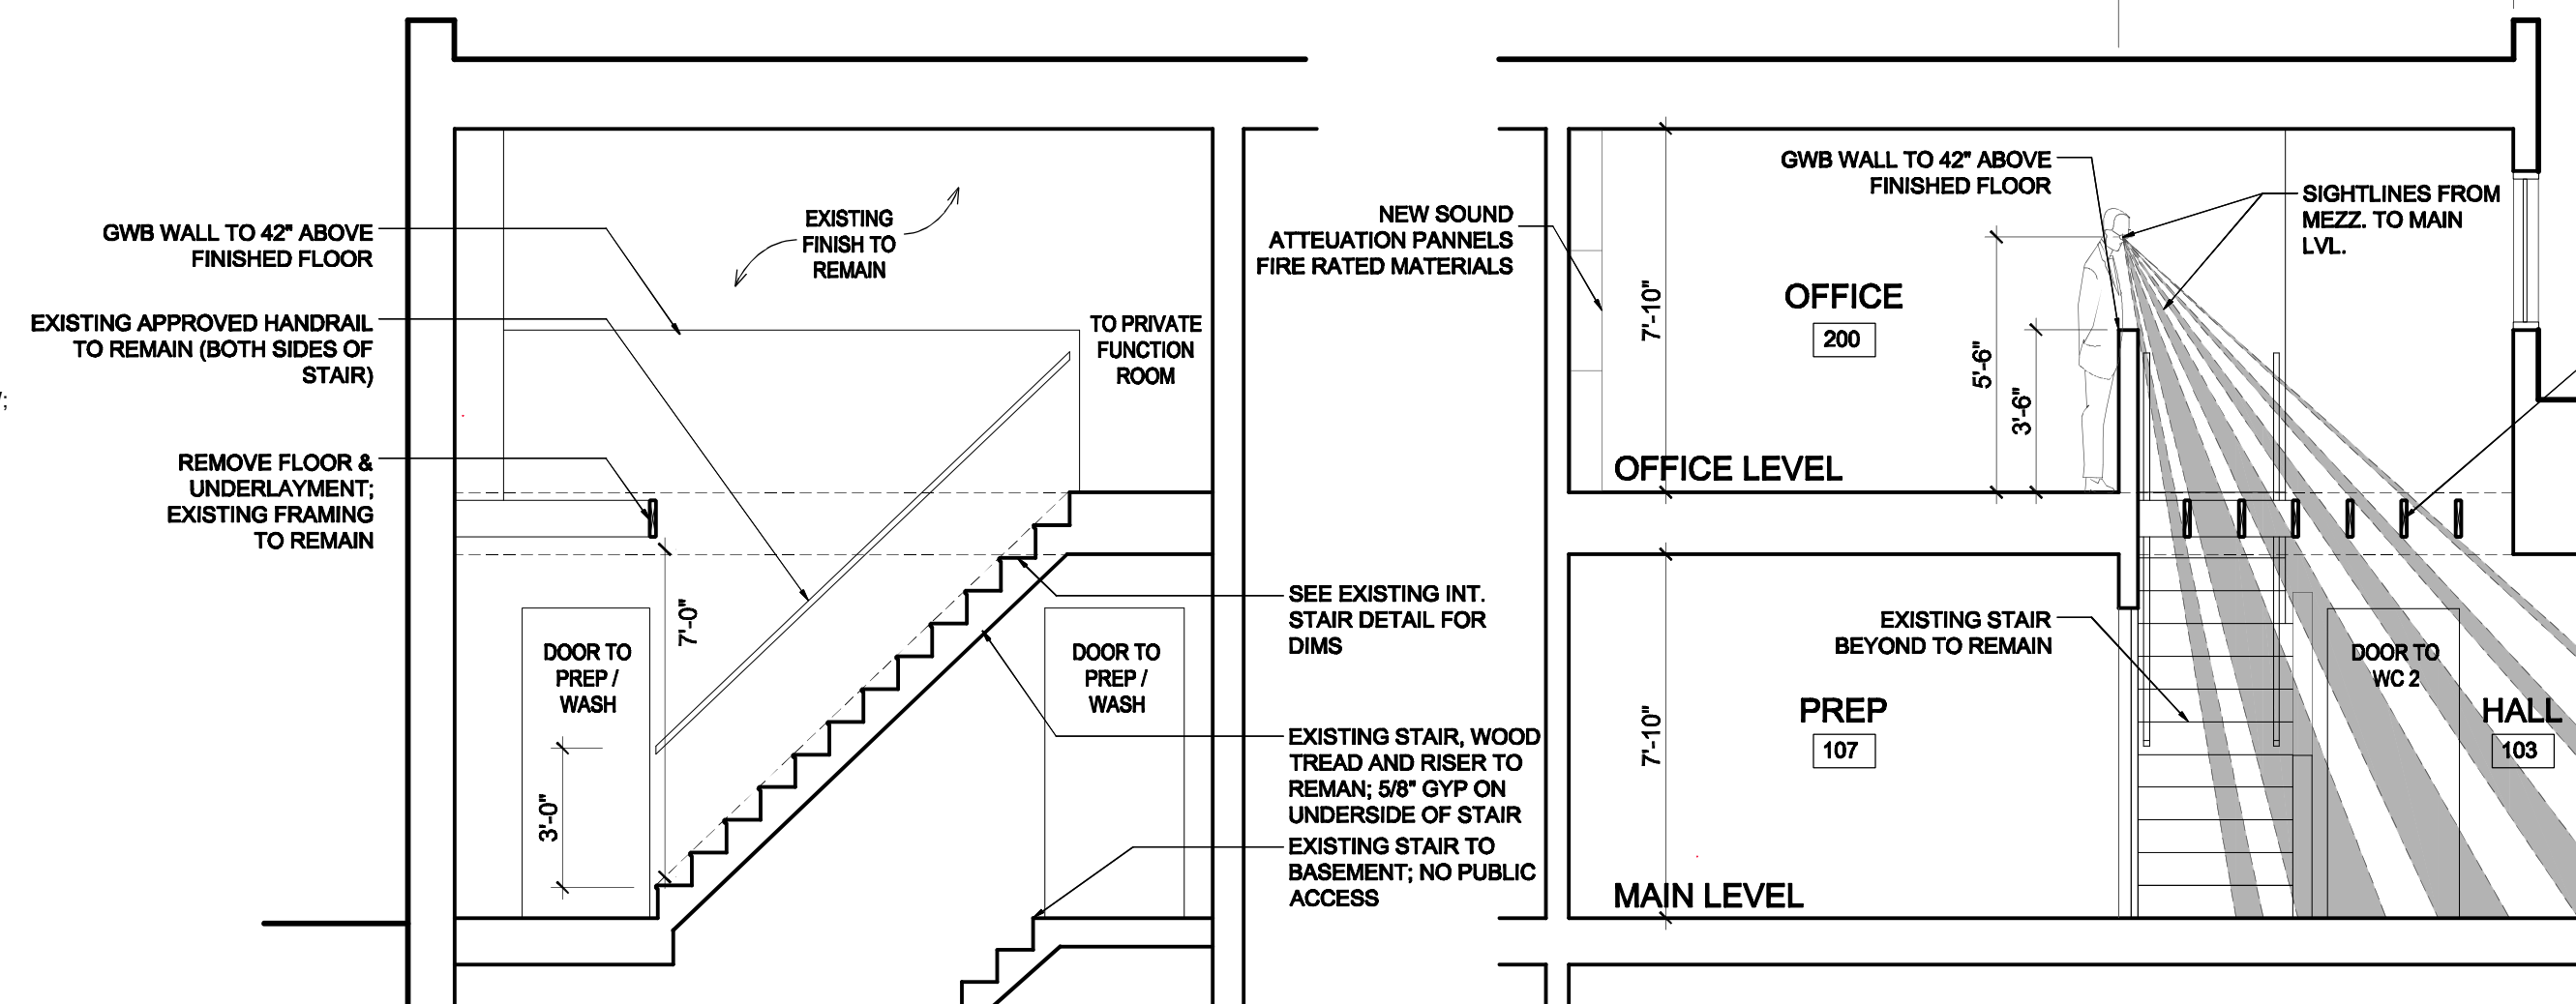 GWB WALL TO 42" ABOVE
FINISHED FLOOR
EXISTING APPROVED HANDRAIL
TO REMAIN (BOTH SIDES OF
STAIR)
";
REMOVE FLOOR &
UNDERLAYMENT;
EXISTING FRAMING
TO REMAIN
EXISTING
FINISH TO
REMAIN
TO PRIVATE
FUNCTION
ROOM
7'-0"
DOOR TO
PREP /
WASH
3'-0"
DOOR TO
PREP /
WASH
NEW SOUND
ATTEUATION PANNELS
FIRE RATED MATERIALS
SEE EXISTING INT.
STAIR DETAIL FOR
DIMS
EXISTING STAIR, WOOD
TREAD AND RISER TO
REMAN; 5/8" GYP ON
UNDERSIDE OF STAIR
EXISTING STAIR TO
BASEMENT; NO PUBLIC
ACCESS
GWB WALL TO 42" ABOVE
FINISHED FLOOR
SIGHTLINES FROM
MEZZ. TO MAIN
LVL.
7'-10"
OFFICE
200
5'-6"
3'-6"
OFFICE LEVEL
EXISTING STAIR
BEYOND TO REMAIN
DOOR TO
WC 2
7'-10"
PREP
107
HALL
103
MAIN LEVEL